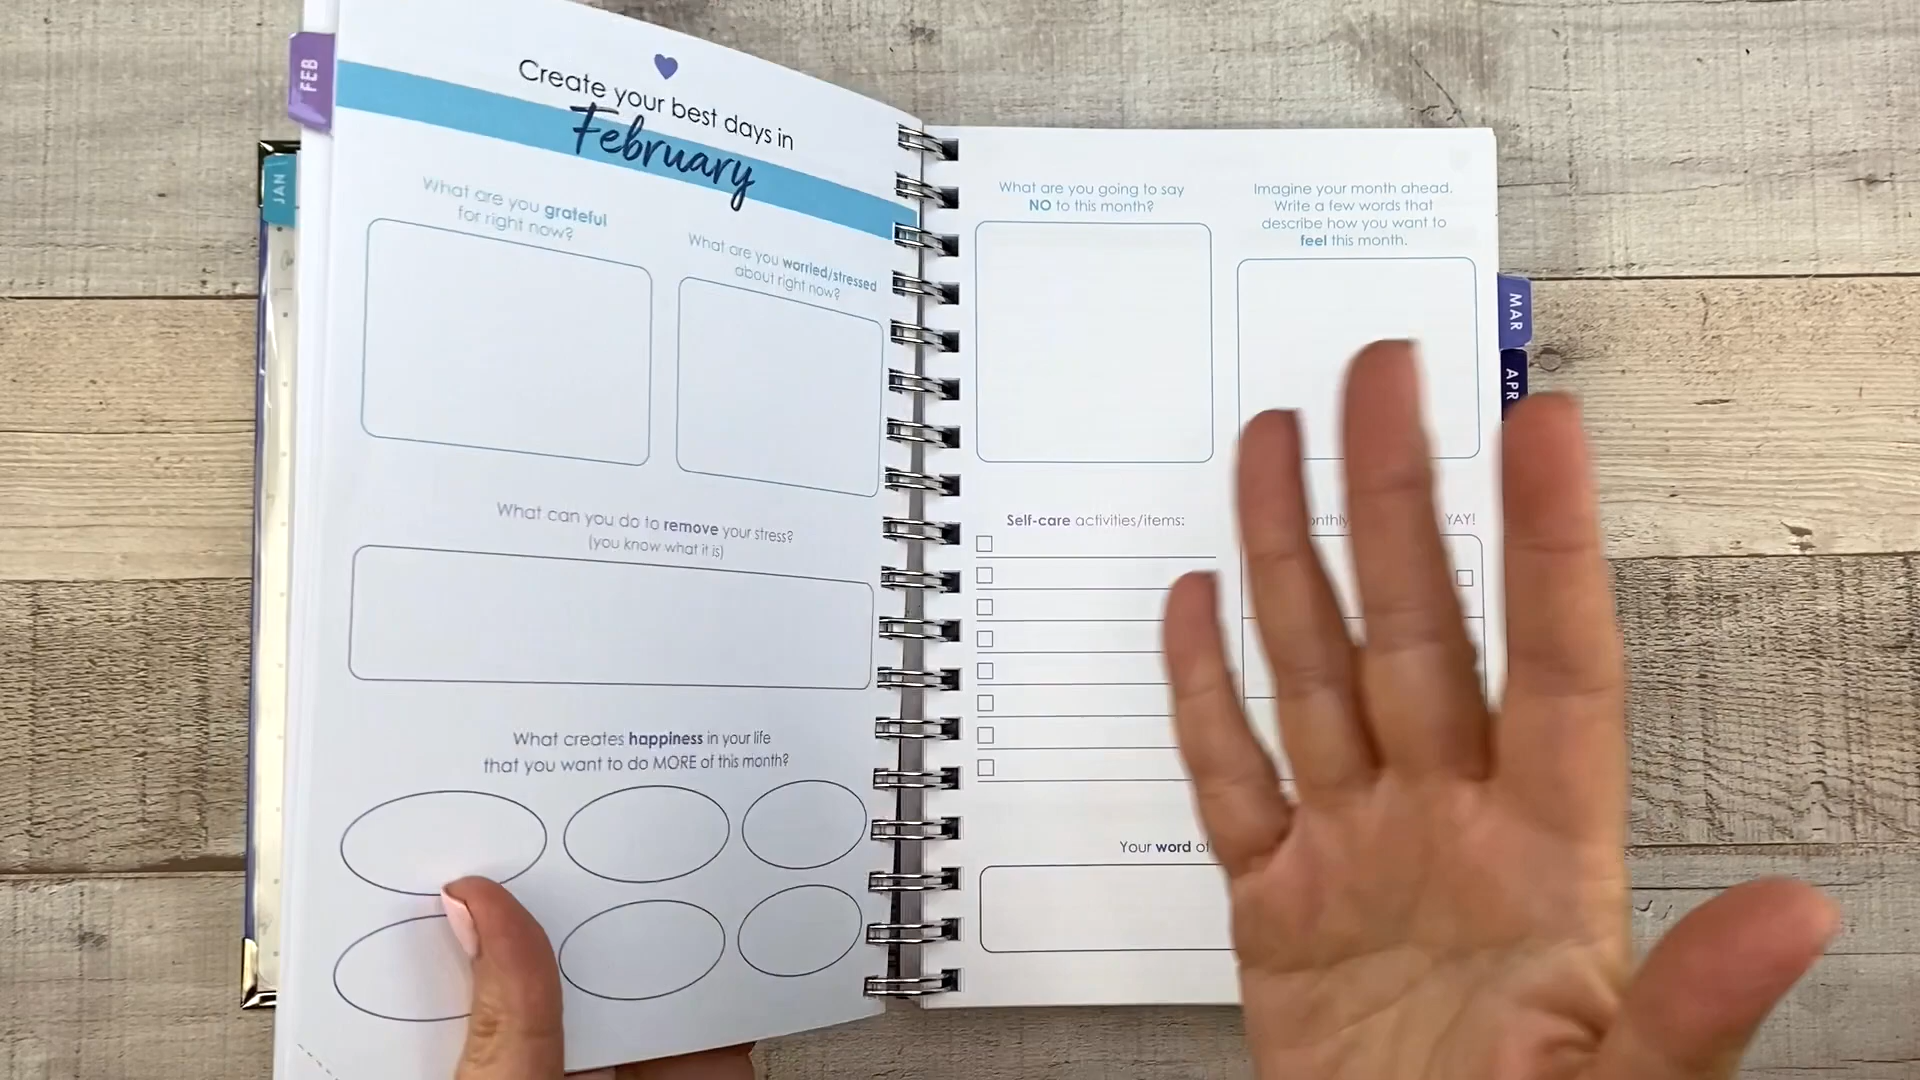 FEB
JAN
Create your best days in
February
What are you grateful
for right now?
What are you worried/stressed
about right now?
What can you do to remove your stress?
(you know what it is)
What creates happiness in your life
that you want to do MORE of this month?
What are you going to say
NO to this month?
Imagine your month ahead.
Write a few words that
describe how you want to
feel this month.
Self-care activities/items:
YAY!
Your word of
MAR
APR